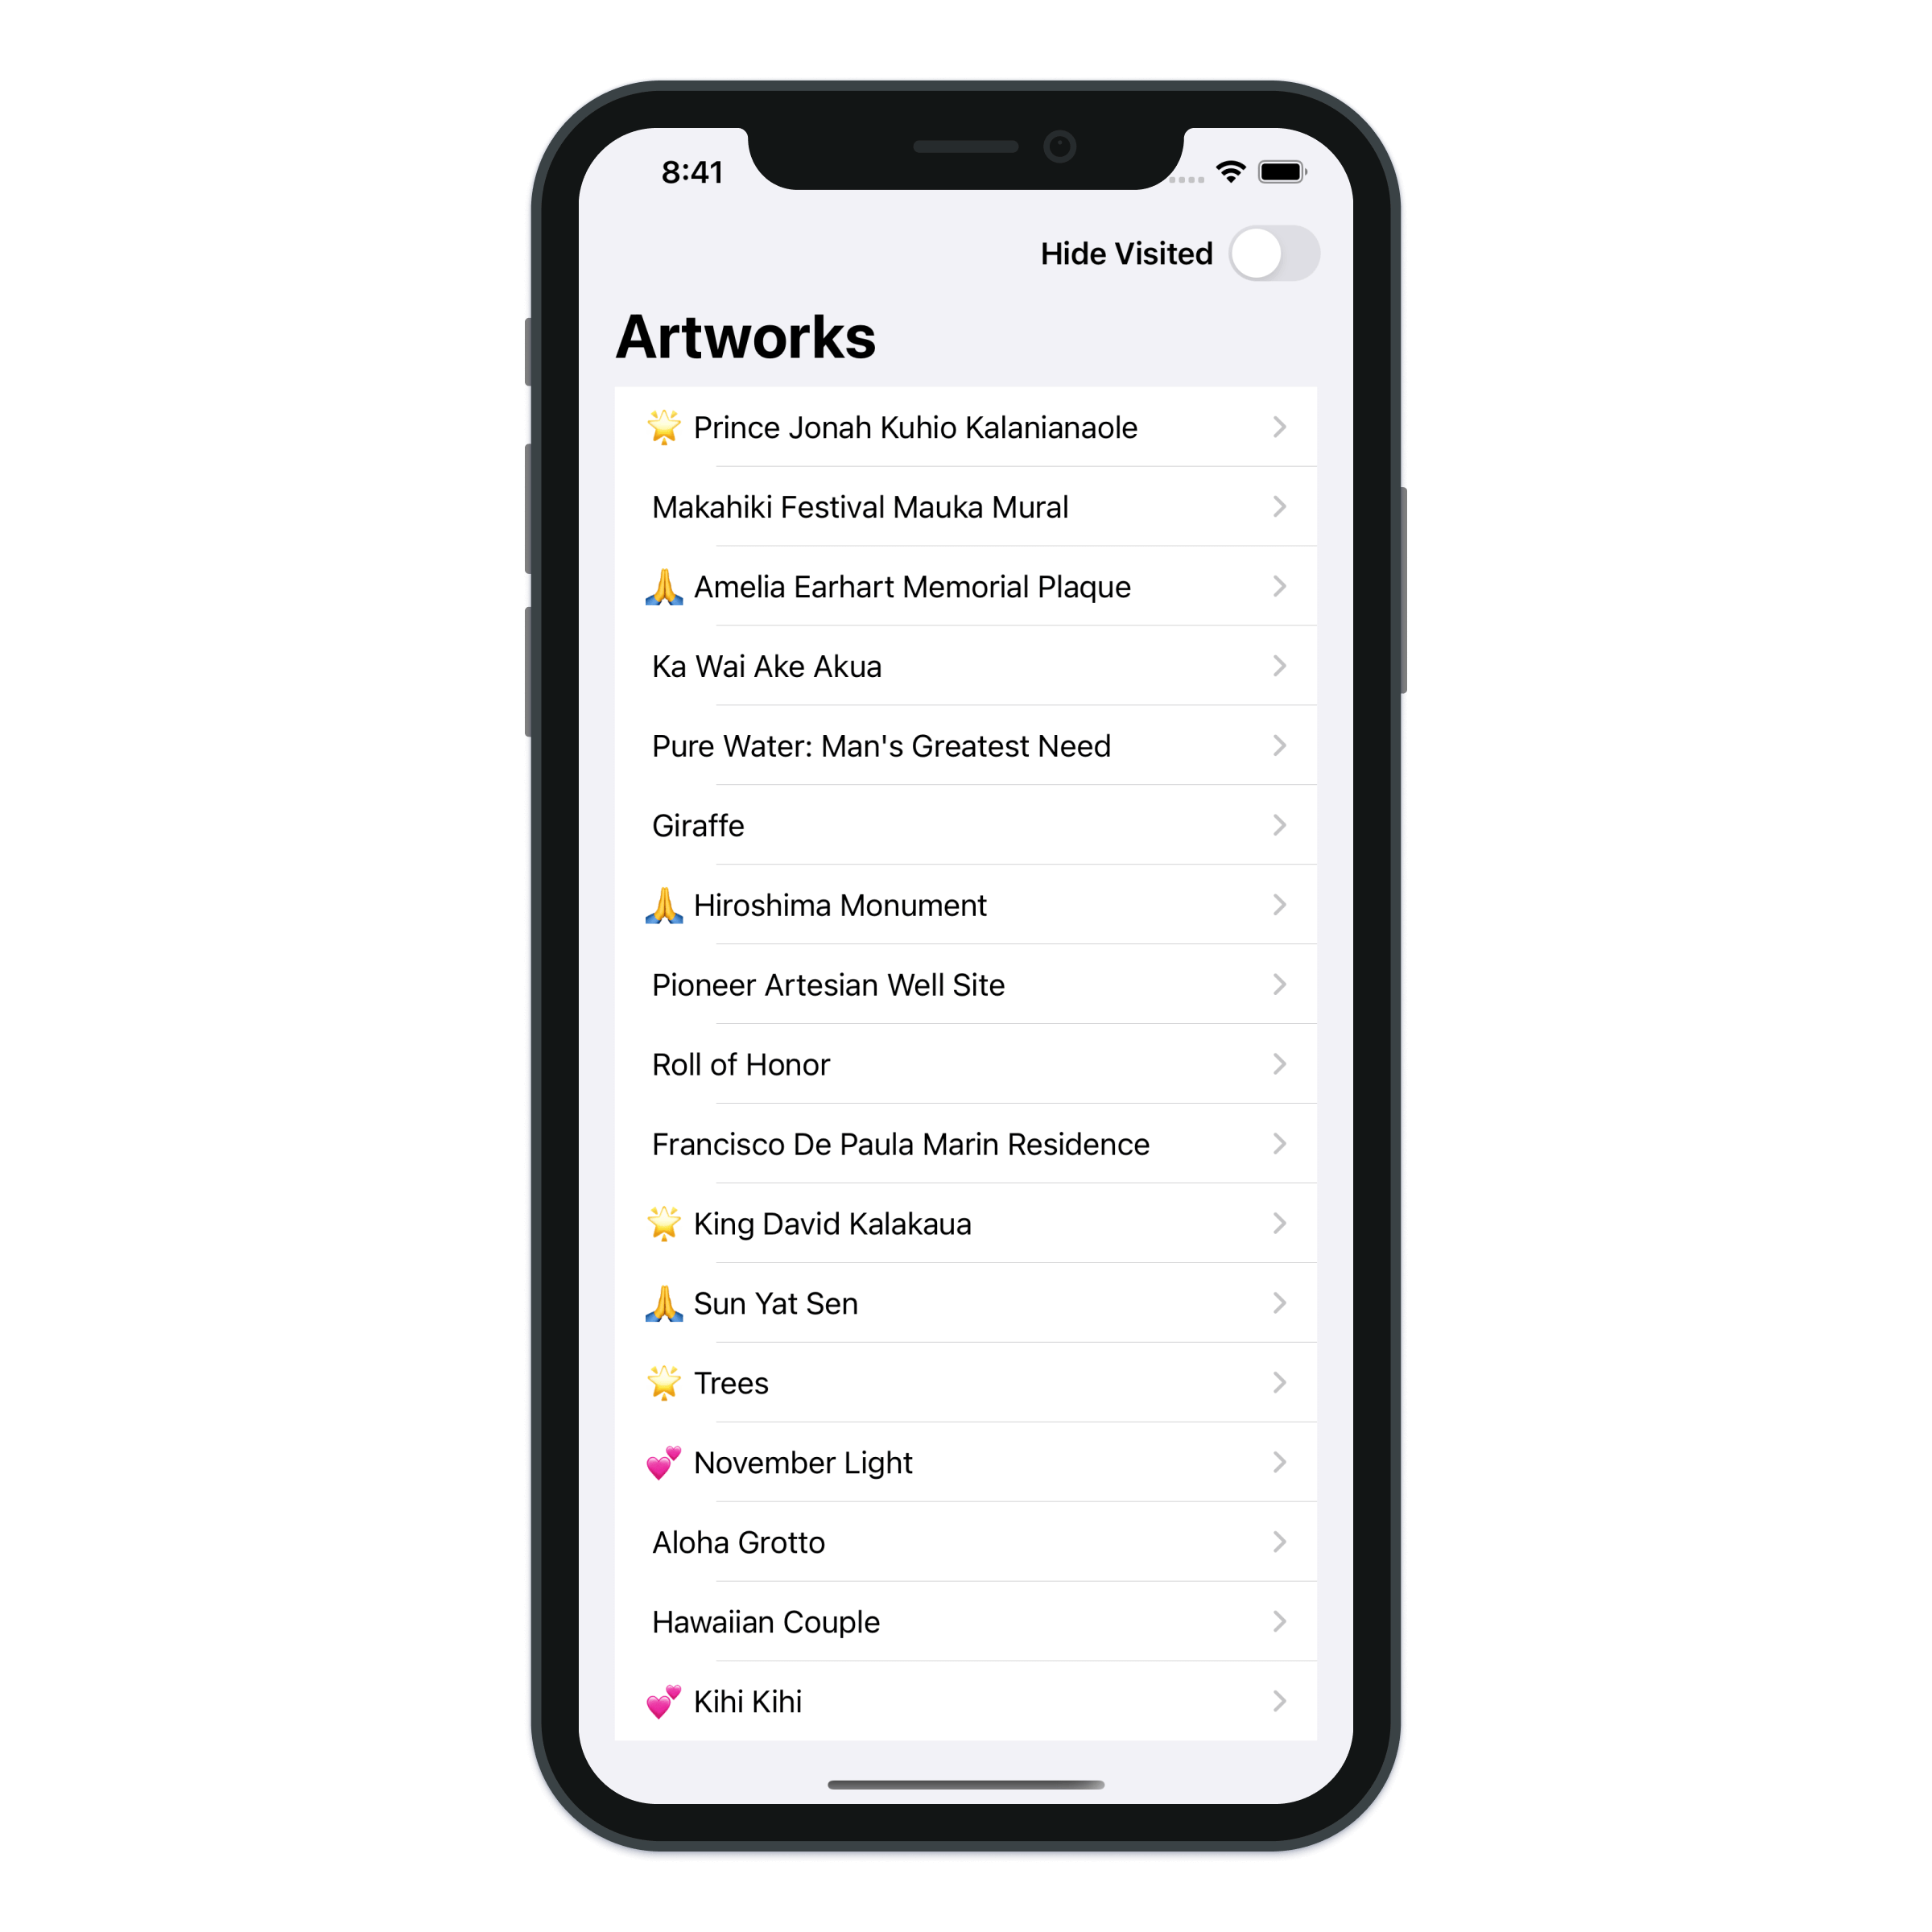 8:41
Hide Visited
Artworks
🌟 Prince Jonah Kuhio Kalanianaole
Makahiki Festival Mauka Mural
🙏 Amelia Earhart Memorial Plaque
Ka Wai Ake Akua
Pure Water: Man's Greatest Need
Giraffe
🙏 Hiroshima Monument
Pioneer Artesian Well Site
Roll of Honor
Francisco De Paula Marin Residence
🌟 King David Kalakaua
🙏 Sun Yat Sen
🌟 Trees
💕 November Light
Aloha Grotto
Hawaiian Couple
💕 Kihi Kihi